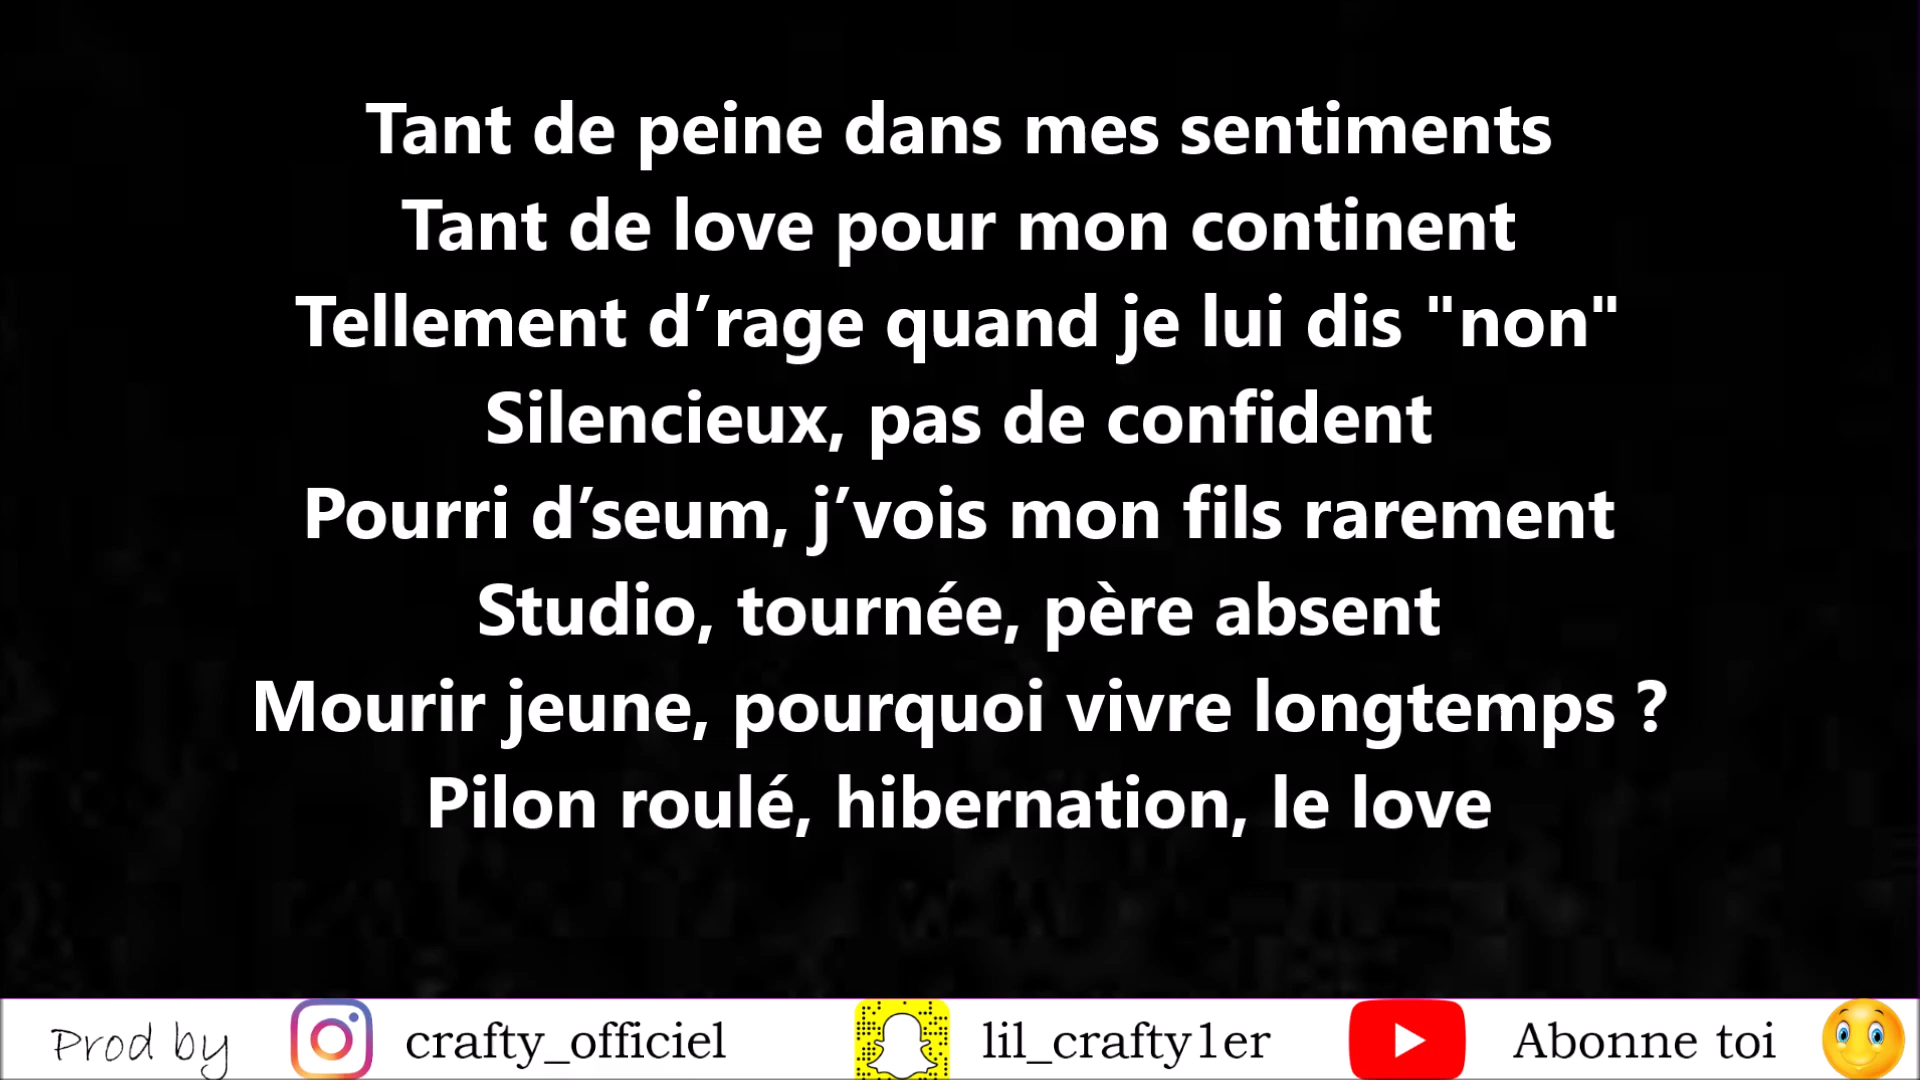 Tant de peine dans mes sentiments
Tant de love pour mon continent
Tellement d’rage quand je lui dis "non"
Silencieux, pas de confident
Pourri d’seum, j’vois mon fils rarement
Studio, tournée, père absent
Mourir jeune, pourquoi vivre longtemps ?
Pilon roulé, hibernation, le love
Prod by crafty_officiel lil_crafty1er Abonne toi